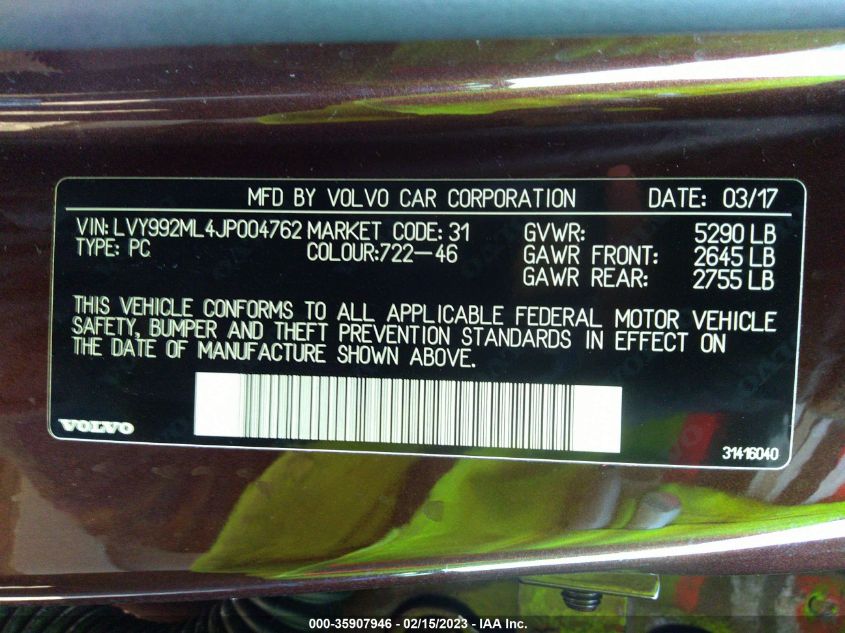 MFD BY VOLVO CAR CORPORATION DATE: 03/17
VIN: LVY992ML4JP004762 MARKET CODE: 31 GVWR: 5290 LB
TYPE: PC COLOUR:722-46 GAWR FRONT: 2645 LB
GAWR REAR: 2755 LB
THIS VEHICLE CONFORMS TO ALL APPLICABLE FEDERAL MOTOR VEHICLE
SAFETY, BUMPER AND THEFT PREVENTION STANDARDS IN EFFECT ON
THE DATE OF MANUFACTURE SHOWN ABOVE.
VOLVO
31416040
000-35907946 - 02/15/2023 - IAA Inc.